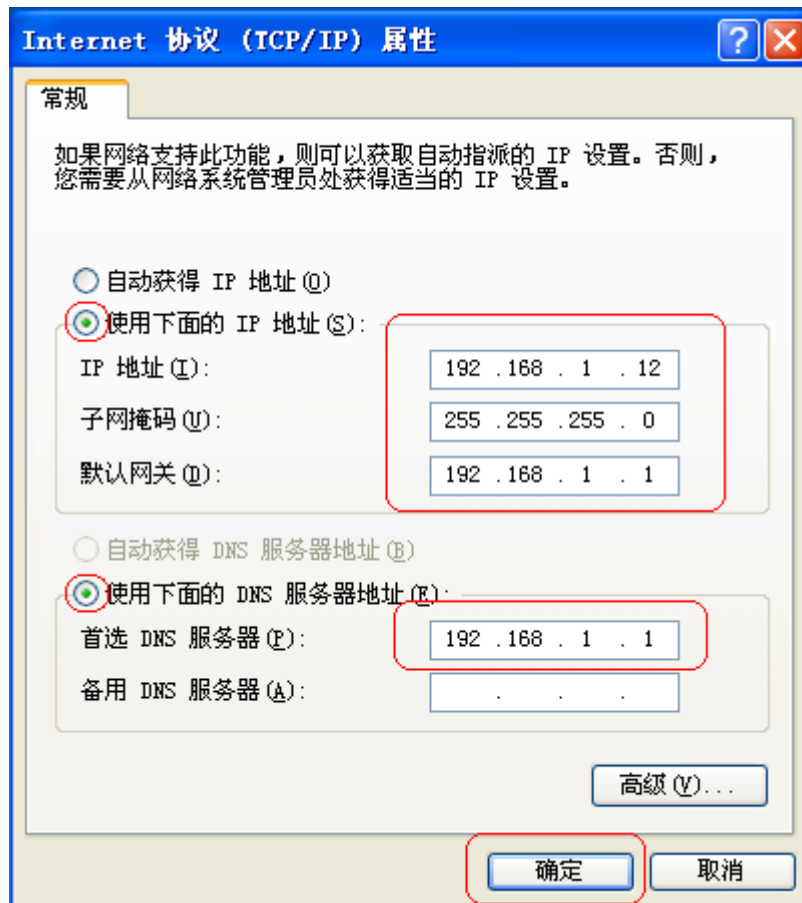 Internet 协议 (TCP/IP) 属性
常规
如果网络支持此功能,则可以获取自动指派的 IP 设置。否则,
您需要从网络系统管理员处获得适当的 IP 设置。
自动获得 IP 地址(O)
使用下面的 IP 地址(S):
IP 地址(I): 192 .168 . 1 . 12
子网掩码(U): 255 .255 .255 . 0
默认网关(D): 192 .168 . 1 . 1
自动获得 DNS 服务器地址(B)
使用下面的 DNS 服务器地址(E):
首选 DNS 服务器(P): 192 .168 . 1 . 1
备用 DNS 服务器(A): . . .
高级(V)...
确定 取消